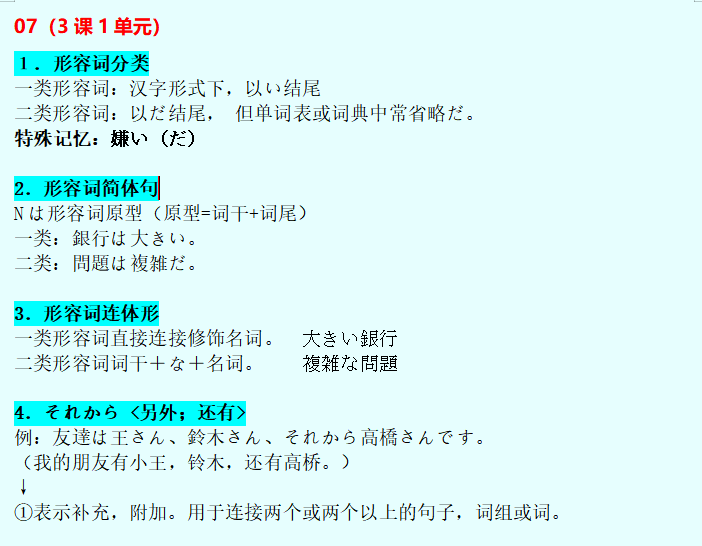 07（3 课 1 单元）
1．形容词分类
一类形容词：汉字形式下，以い结尾
二类形容词：以だ结尾， 但单词表或词典中常省略だ。
特殊记忆：嫌い（だ）
2．形容词简体句
Nは形容词原型（原型=词干+词尾）
一类：銀行は大きい。
二类：問題は複雑だ。
3．形容词连体形
一类形容词直接连接修饰名词。 大きい銀行
二类形容词词干＋な＋名词。 複雑な問題
4．それから <另外；还有>
例：友達は王さん、鈴木さん、それから高橋さんです。
（我的朋友有小王，铃木，还有高桥。）
↓
①表示补充，附加。用于连接两个或两个以上的句子，词组或词。